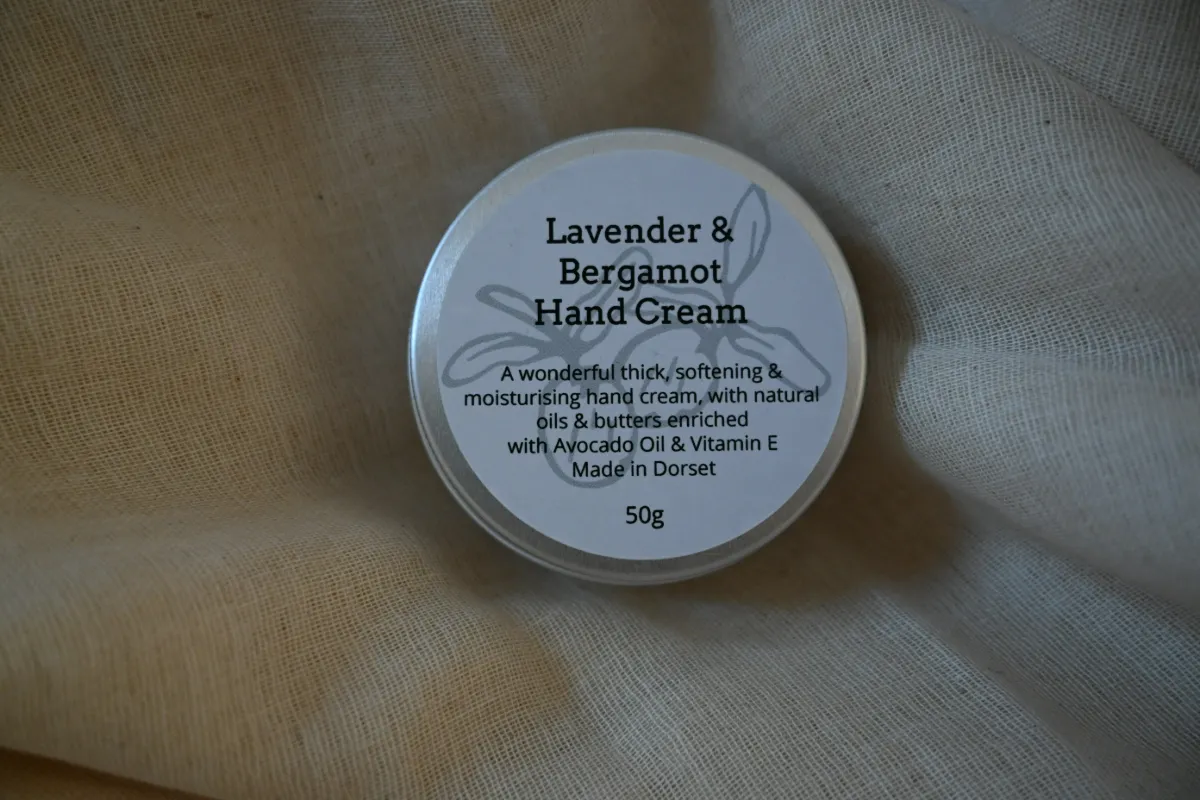 Lavender &
Bergamot
Hand Cream
A wonderful thick, softening &
moisturising hand cream, with natural
oils & butters enriched
with Avocado Oil & Vitamin E
Made in Dorset
50g